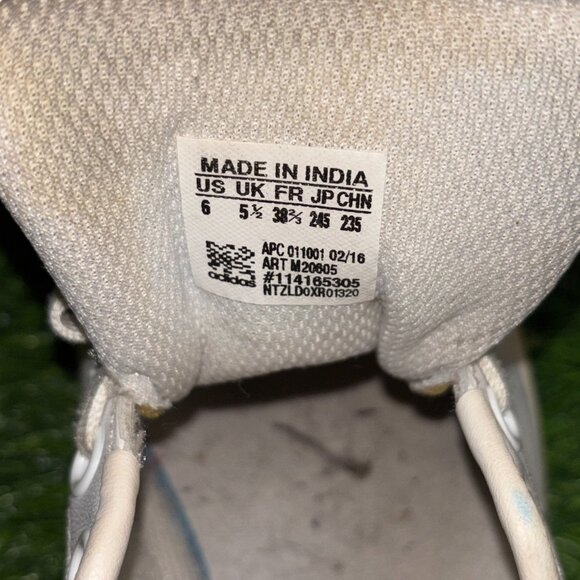 MADE IN INDIA
US UK FR JP CHN
6 5½ 38⅔ 245 235
APC 011001 02/16
ART M20605
#114165305
adidas NTZLD0XR01320